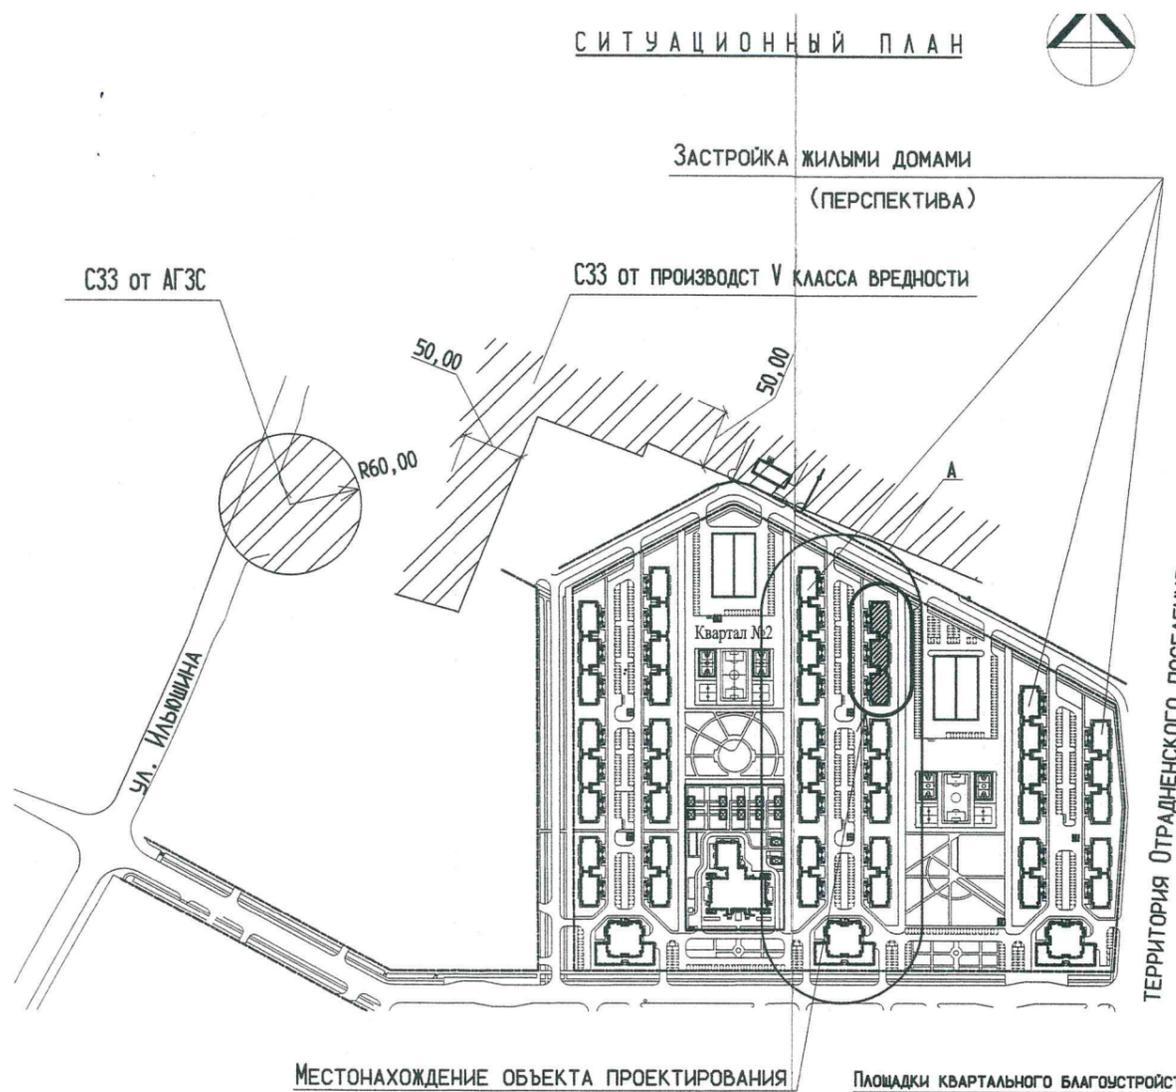 СИТУАЦИОННЫЙ ПЛАН
ЗАСТРОЙКА ЖИЛЫМИ ДОМАМИ
(ПЕРСПЕКТИВА)
СЗЗ от АГЗС
СЗЗ ОТ ПРОИЗВОДСТ V КЛАССА ВРЕДНОСТИ
50,00
50,00
R60,00
А
Квартал №2
УЛ. ИЛЬЮШИНА
ТЕРРИТОРИЯ ОТРАДНЕНСКОГО
МЕСТОНАХОЖДЕНИЕ ОБЪЕКТА ПРОЕКТИРОВАНИЯ
ПЛОЩАДКИ КВАРТАЛЬНОГО